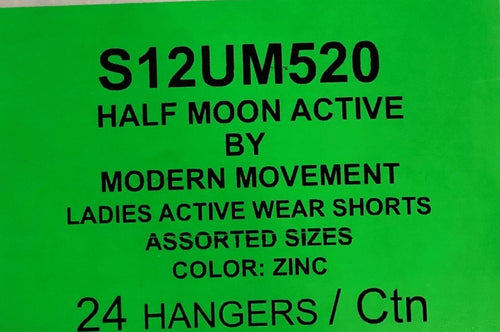 S12UM520
HALF MOON ACTIVE
BY
MODERN MOVEMENT
LADIES ACTIVE WEAR SHORTS
ASSORTED SIZES
COLOR: ZINC
24 HANGERS / Ctn